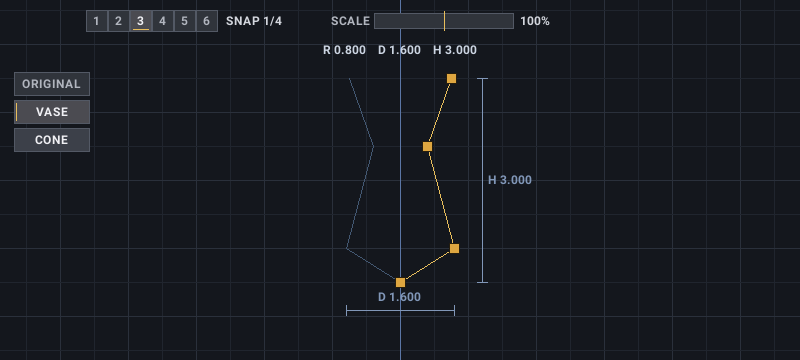 1 2 3 4 5 6 SNAP 1/4 SCALE 100%
R 0.800 D 1.600 H 3.000
ORIGINAL
VASE
CONE
H 3.000
D 1.600